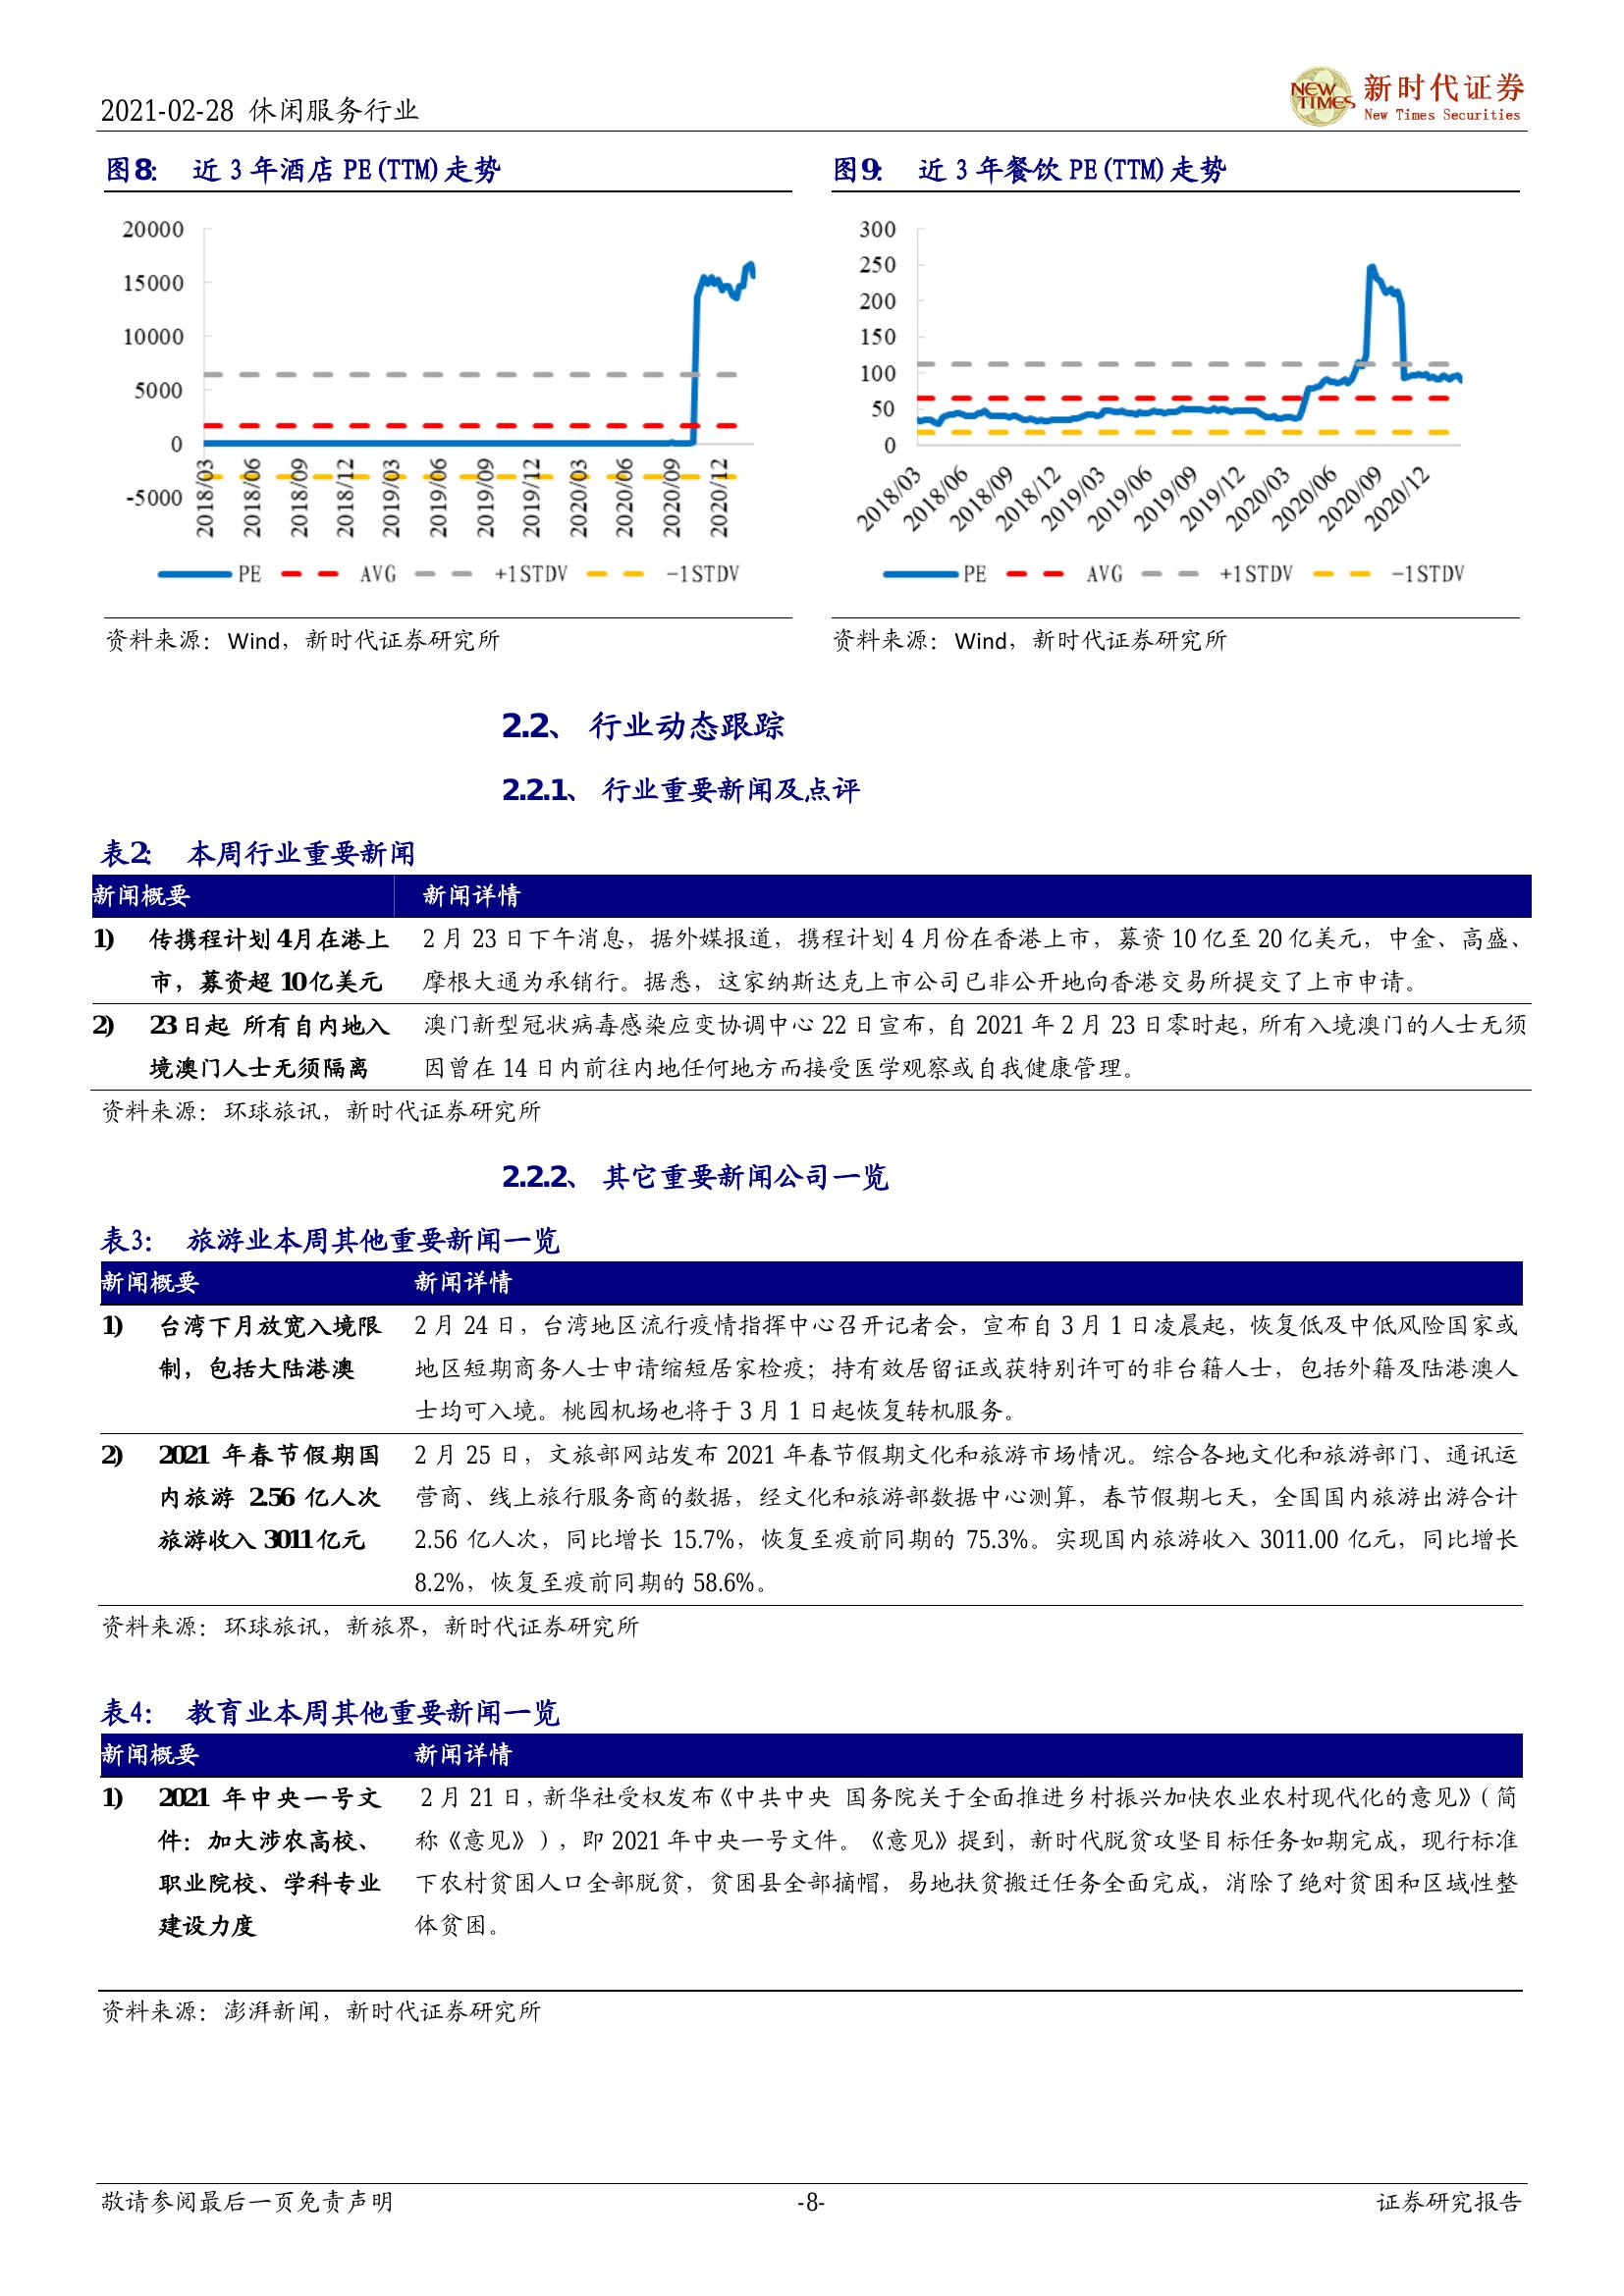 2021-02-28 休闲服务行业
NEW TIMES
新时代证券
New Times Securities
图8: 近 3 年酒店 PE(TTM)走势
20000
15000
10000
5000
0
-5000
2018/03 2018/06 2018/09 2018/12 2019/03 2019/06 2019/09 2019/12 2020/03 2020/06 2020/09 2020/12
PE AVG +1STDV -1STDV
资料来源：Wind，新时代证券研究所
图9: 近 3 年餐饮 PE(TTM)走势
300
250
200
150
100
50
0
2018/03 2018/06 2018/09 2018/12 2019/03 2019/06 2019/09 2019/12 2020/03 2020/06 2020/09 2020/12
PE AVG +1STDV -1STDV
资料来源：Wind，新时代证券研究所
2.2、 行业动态跟踪
2.2.1、 行业重要新闻及点评
表2: 本周行业重要新闻
新闻概要 新闻详情
1) 传携程计划 4月在港上
市，募资超 10亿美元
2 月 23 日下午消息，据外媒报道，携程计划 4 月份在香港上市，募资 10 亿至 20 亿美元，中金、高盛、
摩根大通为承销行。据悉，这家纳斯达克上市公司已非公开地向香港交易所提交了上市申请。
2) 23 日起 所有自内地入
境澳门人士无须隔离
澳门新型冠状病毒感染应变协调中心 22 日宣布，自 2021 年 2 月 23 日零时起，所有入境澳门的人士无须
因曾在 14 日内前往内地任何地方而接受医学观察或自我健康管理。
资料来源：环球旅讯，新时代证券研究所
2.2.2、 其它重要新闻公司一览
表3: 旅游业本周其他重要新闻一览
新闻概要 新闻详情
1) 台湾下月放宽入境限
制，包括大陆港澳
2 月 24 日，台湾地区流行疫情指挥中心召开记者会，宣布自 3 月 1 日凌晨起，恢复低及中低风险国家或
地区短期商务人士申请缩短居家检疫；持有效居留证或获特别许可的非台籍人士，包括外籍及陆港澳人
士均可入境。桃园机场也将于 3 月 1 日起恢复转机服务。
2) 2021 年春节假期国
内旅游 2.56 亿人次
旅游收入 3011亿元
2 月 25 日，文旅部网站发布 2021 年春节假期文化和旅游市场情况。综合各地文化和旅游部门、通讯运
营商、线上旅行服务商的数据，经文化和旅游部数据中心测算，春节假期七天，全国国内旅游出游合计
2.56 亿人次，同比增长 15.7%，恢复至疫前同期的 75.3%。实现国内旅游收入 3011.00 亿元，同比增长
8.2%，恢复至疫前同期的 58.6%。
资料来源：环球旅讯，新旅界，新时代证券研究所
表4: 教育业本周其他重要新闻一览
新闻概要 新闻详情
1) 2021 年中央一号文
件：加大涉农高校、
职业院校、学科专业
建设力度
2 月 21 日，新华社受权发布《中共中央 国务院关于全面推进乡村振兴加快农业农村现代化的意见》（简
称《意见》），即 2021 年中央一号文件。《意见》提到，新时代脱贫攻坚目标任务如期完成，现行标准
下农村贫困人口全部脱贫，贫困县全部摘帽，易地扶贫搬迁任务全面完成，消除了绝对贫困和区域性整
体贫困。
资料来源：澎湃新闻，新时代证券研究所
敬请参阅最后一页免责声明 -8- 证券研究报告